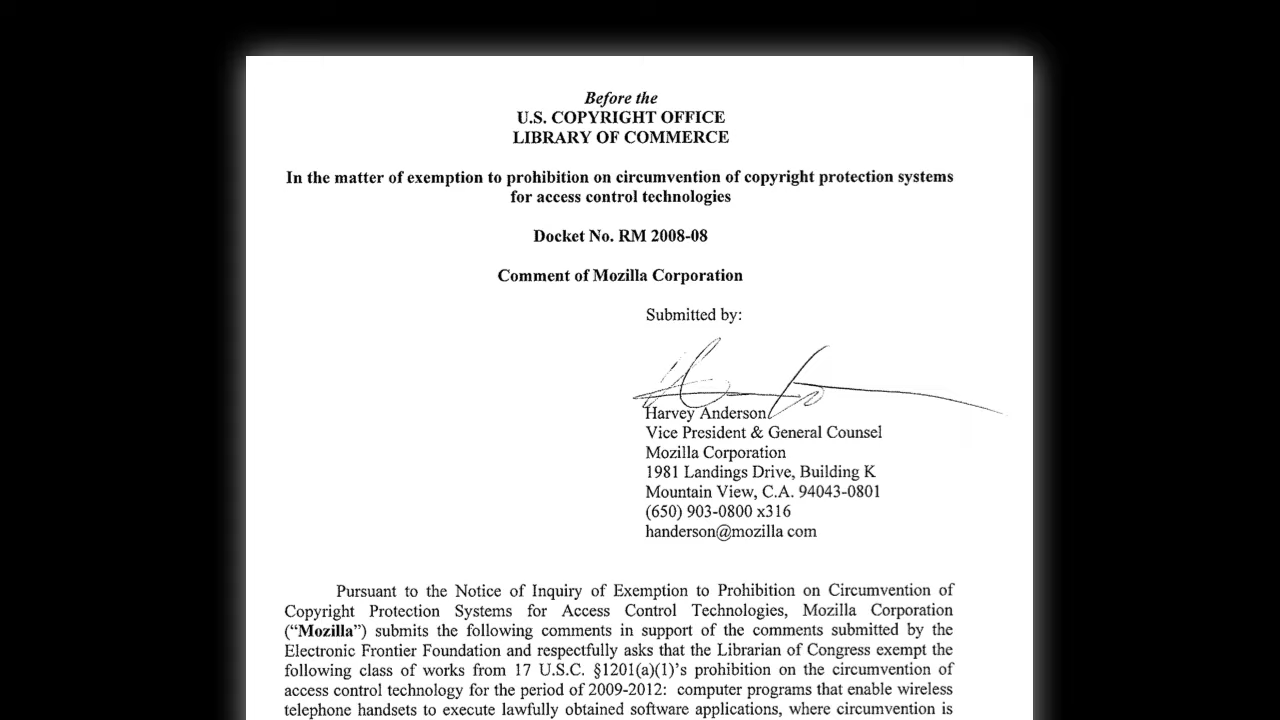 Before the
U.S. COPYRIGHT OFFICE
LIBRARY OF COMMERCE
In the matter of exemption to prohibition on circumvention of copyright protection systems
for access control technologies
Docket No. RM 2008-08
Comment of Mozilla Corporation
Submitted by:
Harvey Anderson
Vice President & General Counsel
Mozilla Corporation
1981 Landings Drive, Building K
Mountain View, C.A. 94043-0801
(650) 903-0800 x316
handerson@mozilla com
Pursuant to the Notice of Inquiry of Exemption to Prohibition on Circumvention of
Copyright Protection Systems for Access Control Technologies, Mozilla Corporation
(“Mozilla”) submits the following comments in support of the comments submitted by the
Electronic Frontier Foundation and respectfully asks that the Librarian of Congress exempt the
following class of works from 17 U.S.C. §1201(a)(1)’s prohibition on the circumvention of
access control technology for the period of 2009-2012: computer programs that enable wireless
telephone handsets to execute lawfully obtained software applications, where circumvention is